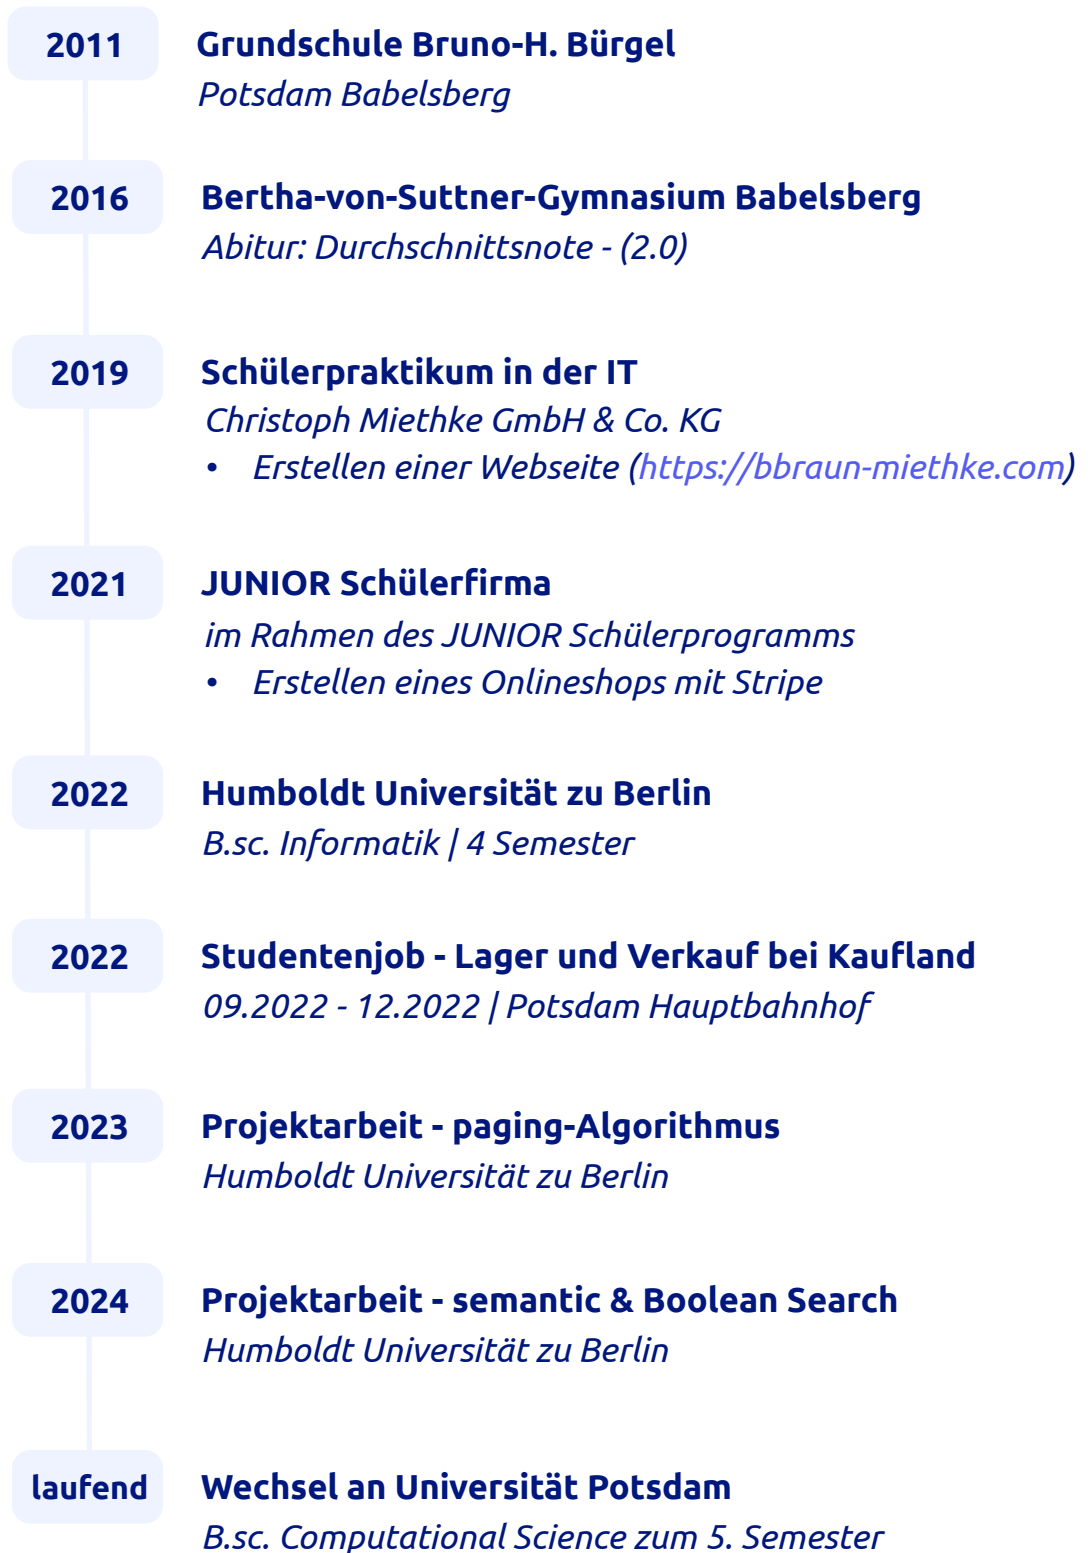 2011 Grundschule Bruno-H. Bürgel
Potsdam Babelsberg
2016 Bertha-von-Suttner-Gymnasium Babelsberg
Abitur: Durchschnittsnote - (2.0)
2019 Schülerpraktikum in der IT
Christoph Miethke GmbH & Co. KG
• Erstellen einer Webseite (https://bbraun-miethke.com)
2021 JUNIOR Schülerfirma
im Rahmen des JUNIOR Schülerprogramms
• Erstellen eines Onlineshops mit Stripe
2022 Humboldt Universität zu Berlin
B.sc. Informatik | 4 Semester
2022 Studentenjob - Lager und Verkauf bei Kaufland
09.2022 - 12.2022 | Potsdam Hauptbahnhof
2023 Projektarbeit - paging-Algorithmus
Humboldt Universität zu Berlin
2024 Projektarbeit - semantic & Boolean Search
Humboldt Universität zu Berlin
laufend Wechsel an Universität Potsdam
B.sc. Computational Science zum 5. Semester